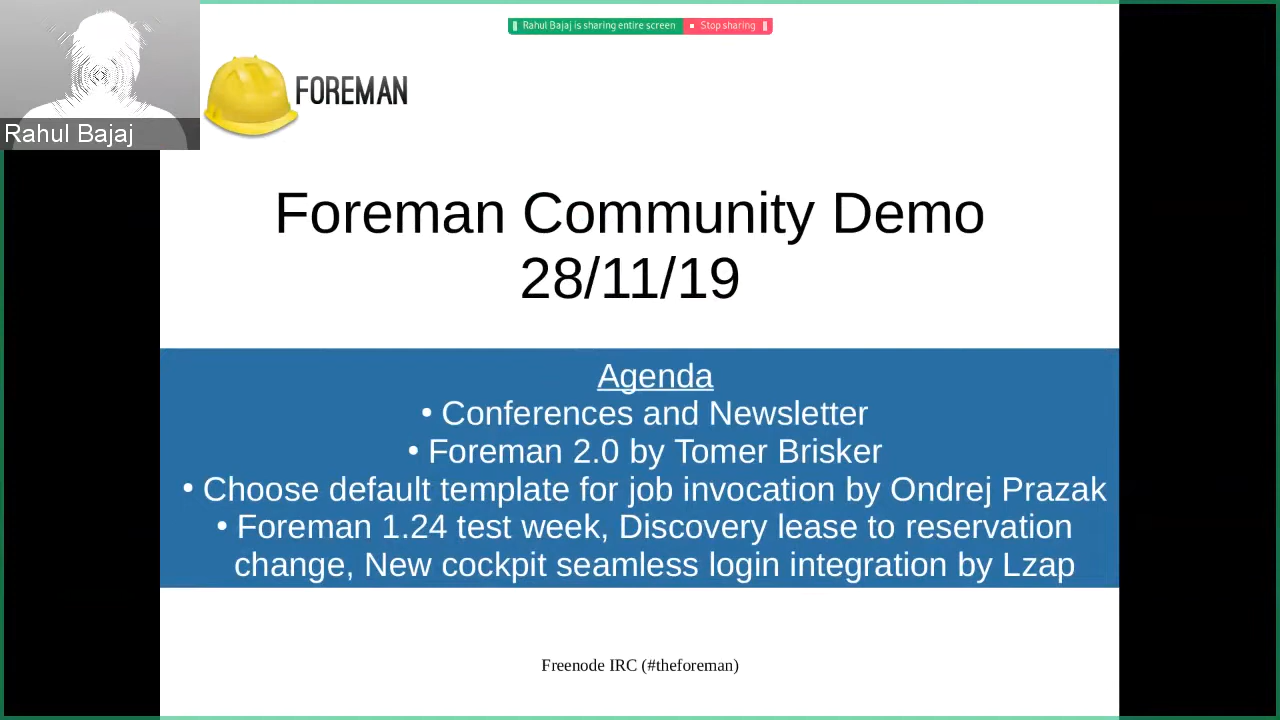 Rahul Bajaj is sharing entire screen Stop sharing
FOREMAN
Rahul Bajaj
Foreman Community Demo
28/11/19
Agenda
• Conferences and Newsletter
• Foreman 2.0 by Tomer Brisker
• Choose default template for job invocation by Ondrej Prazak
• Foreman 1.24 test week, Discovery lease to reservation
change, New cockpit seamless login integration by Lzap
Freenode IRC (#theforeman)